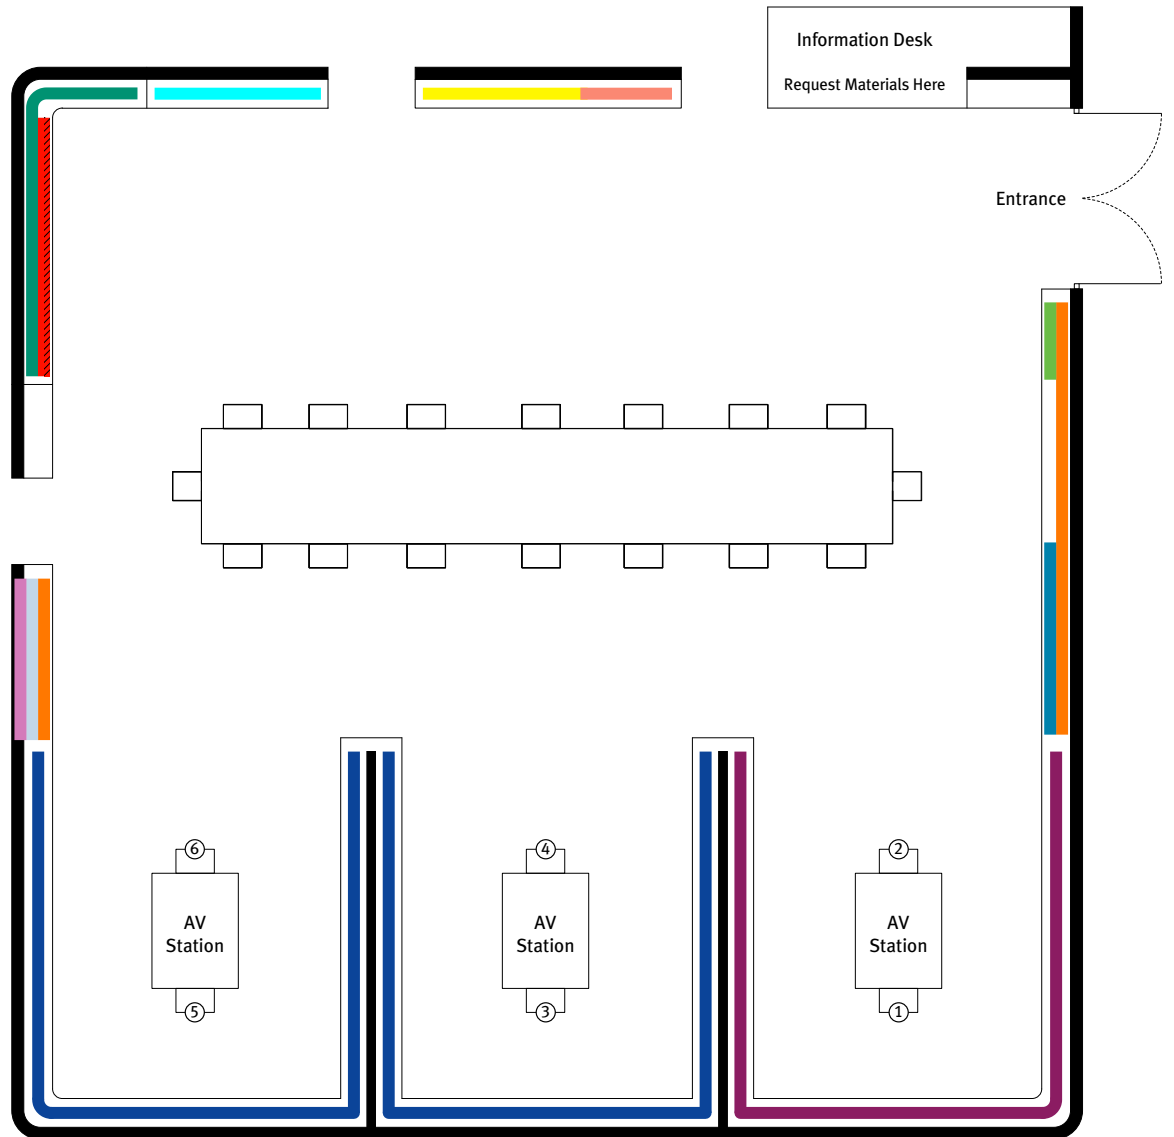 Information Desk
Request Materials Here
Entrance
6
AV
Station
5
4
AV
Station
3
2
AV
Station
1